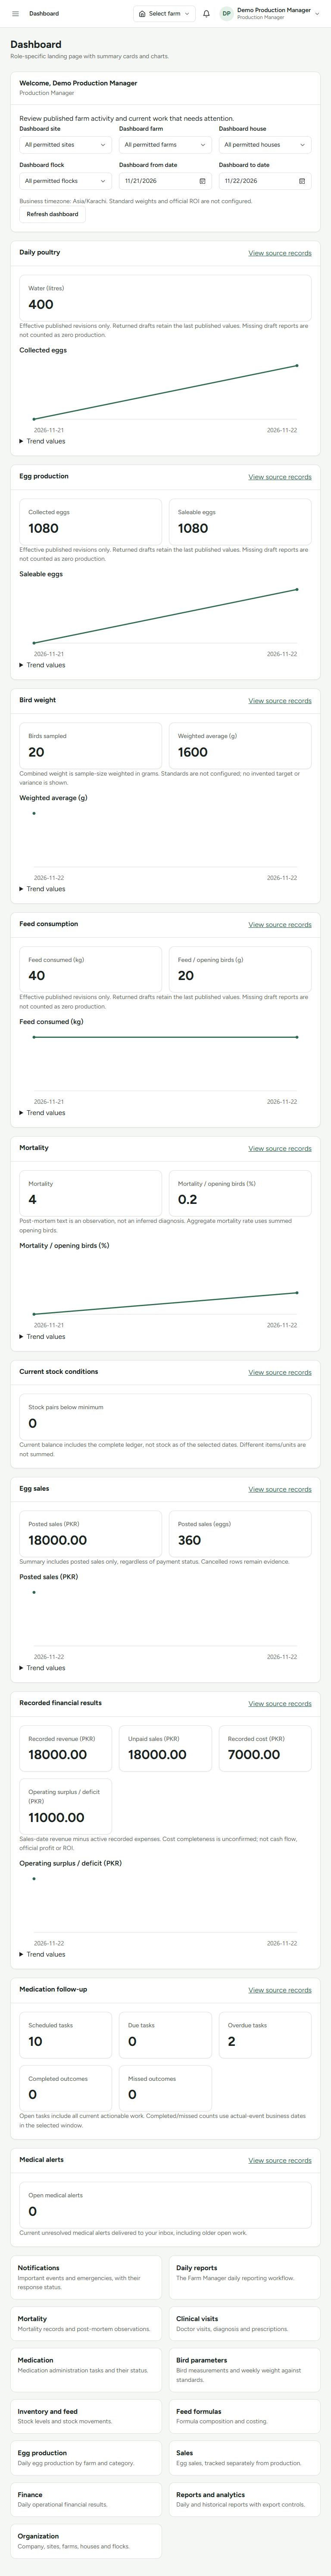 Dashboard
Select farm
DP
Demo Production Manager
Production Manager
Dashboard
Role-specific landing page with summary cards and charts.
Welcome, Demo Production Manager
Production Manager
Review published farm activity and current work that needs attention.
Dashboard site
Dashboard farm
Dashboard house
All permitted sites
All permitted farms
All permitted houses
Dashboard flock
Dashboard from date
Dashboard to date
All permitted flocks
11/21/2026
11/22/2026
Business timezone: Asia/Karachi. Standard weights and official ROI are not configured.
Refresh dashboard
Daily poultry
View source records
Water (litres)
400
Effective published revisions only. Returned drafts retain the last published values. Missing draft reports are
not counted as zero production.
Collected eggs
2026-11-21
2026-11-22
Trend values
Egg production
View source records
Collected eggs
Saleable eggs
1080
1080
Effective published revisions only. Returned drafts retain the last published values. Missing draft reports are
not counted as zero production.
Saleable eggs
2026-11-21
2026-11-22
Trend values
Bird weight
View source records
Birds sampled
Weighted average (g)
20
1600
Combined weight is sample-size weighted in grams. Standards are not configured; no invented target or
variance is shown.
Weighted average (g)
2026-11-22
Trend values
Feed consumption
View source records
Feed consumed (kg)
Feed / opening birds (g)
40
20
Effective published revisions only. Returned drafts retain the last published values. Missing draft reports are
not counted as zero production.
Feed consumed (kg)
2026-11-21
2026-11-22
Trend values
Mortality
View source records
Mortality
Mortality / opening birds (%)
4
0.2
Post-mortem text is an observation, not an inferred diagnosis. Aggregate mortality rate uses summed
opening birds.
Mortality / opening birds (%)
2026-11-21
2026-11-22
Trend values
Current stock conditions
View source records
Stock pairs below minimum
0
Current balance includes the complete ledger, not stock as of the selected dates. Different items/units are
not summed.
Egg sales
View source records
Posted sales (PKR)
Posted sales (eggs)
18000.00
360
Summary includes posted sales only, regardless of payment status. Cancelled rows remain evidence.
Posted sales (PKR)
2026-11-22
Trend values
Recorded financial results
View source records
Recorded revenue (PKR)
Unpaid sales (PKR)
Recorded cost (PKR)
18000.00
18000.00
7000.00
Operating surplus / deficit
(PKR)
11000.00
Sales-date revenue minus active recorded expenses. Cost completeness is unconfirmed; not cash flow,
official profit or ROI.
Operating surplus / deficit (PKR)
2026-11-22
Trend values
Medication follow-up
View source records
Scheduled tasks
Due tasks
Overdue tasks
10
0
2
Completed outcomes
Missed outcomes
0
0
Open tasks include all current actionable work. Completed/missed counts use actual-event business dates
in the selected window.
Medical alerts
View source records
Open medical alerts
0
Current unresolved medical alerts delivered to your inbox, including older open work.
Notifications
Important events and emergencies, with their
response status.
Daily reports
The Farm Manager daily reporting workflow.
Mortality
Mortality records and post-mortem observations.
Clinical visits
Doctor visits, diagnosis and prescriptions.
Medication
Medication administration tasks and their status.
Bird parameters
Bird measurements and weekly weight against
standards.
Inventory and feed
Stock levels and stock movements.
Feed formulas
Formula composition and costing.
Egg production
Daily egg production by farm and category.
Sales
Egg sales, tracked separately from production.
Finance
Daily operational financial results.
Reports and analytics
Daily and historical reports with export controls.
Organization
Company, sites, farms, houses and flocks.